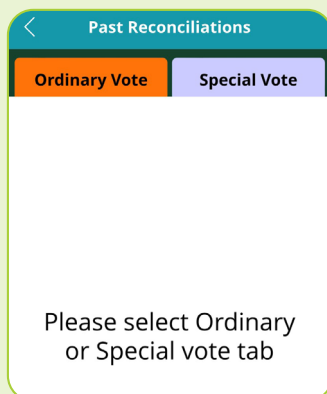 Past Reconciliations
Ordinary Vote
Special Vote
Please select Ordinary
or Special vote tab